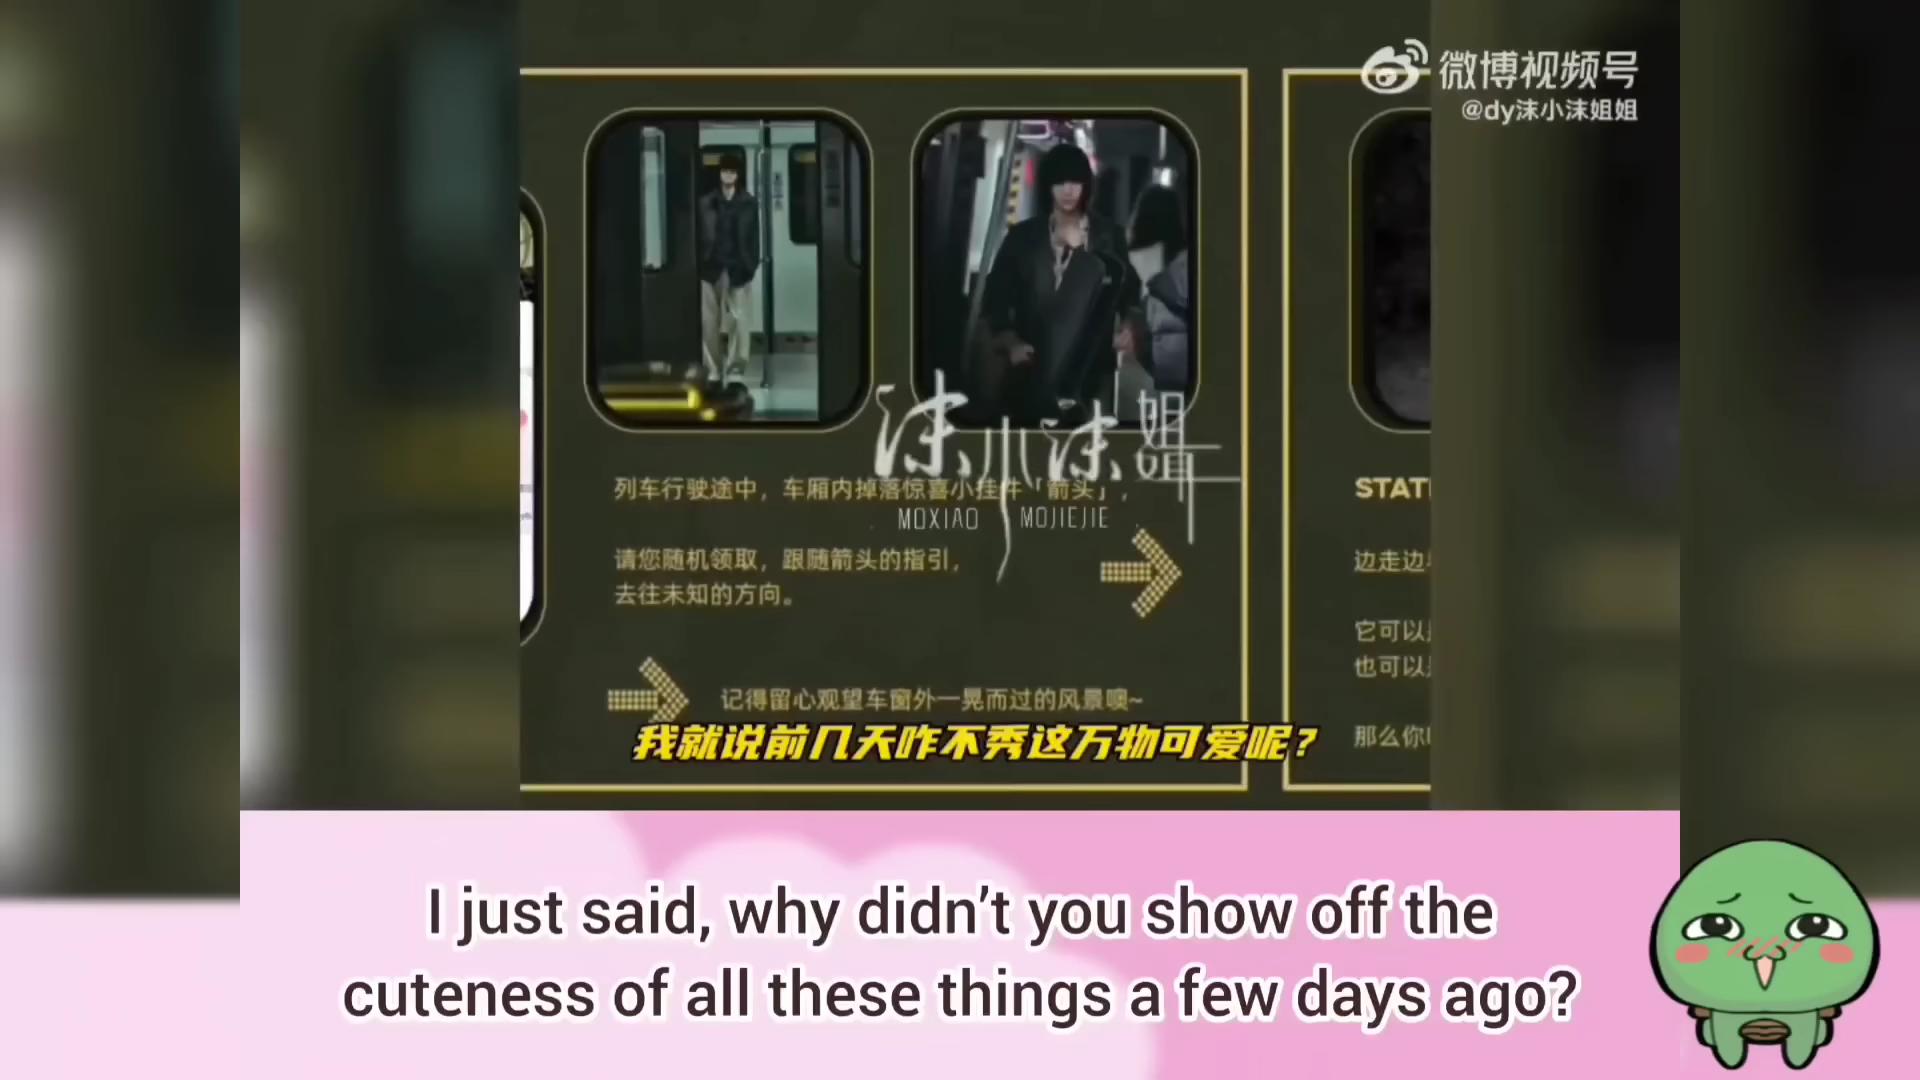 微博视频号
@dy沫小沫姐姐
沫小沫姐姐
MOXIAO MOJIEJIE
列车行驶途中，车厢内掉落惊喜小挂件「箭头」，
请您随机领取，跟随箭头的指引，
去往未知的方向。
记得留心观望车窗外一晃而过的风景噢~
STAT
边走边
它可以
也可以
那么你
我就说前几天咋不秀这万物可爱呢？
I just said, why didn't you show off the
cuteness of all these things a few days ago?